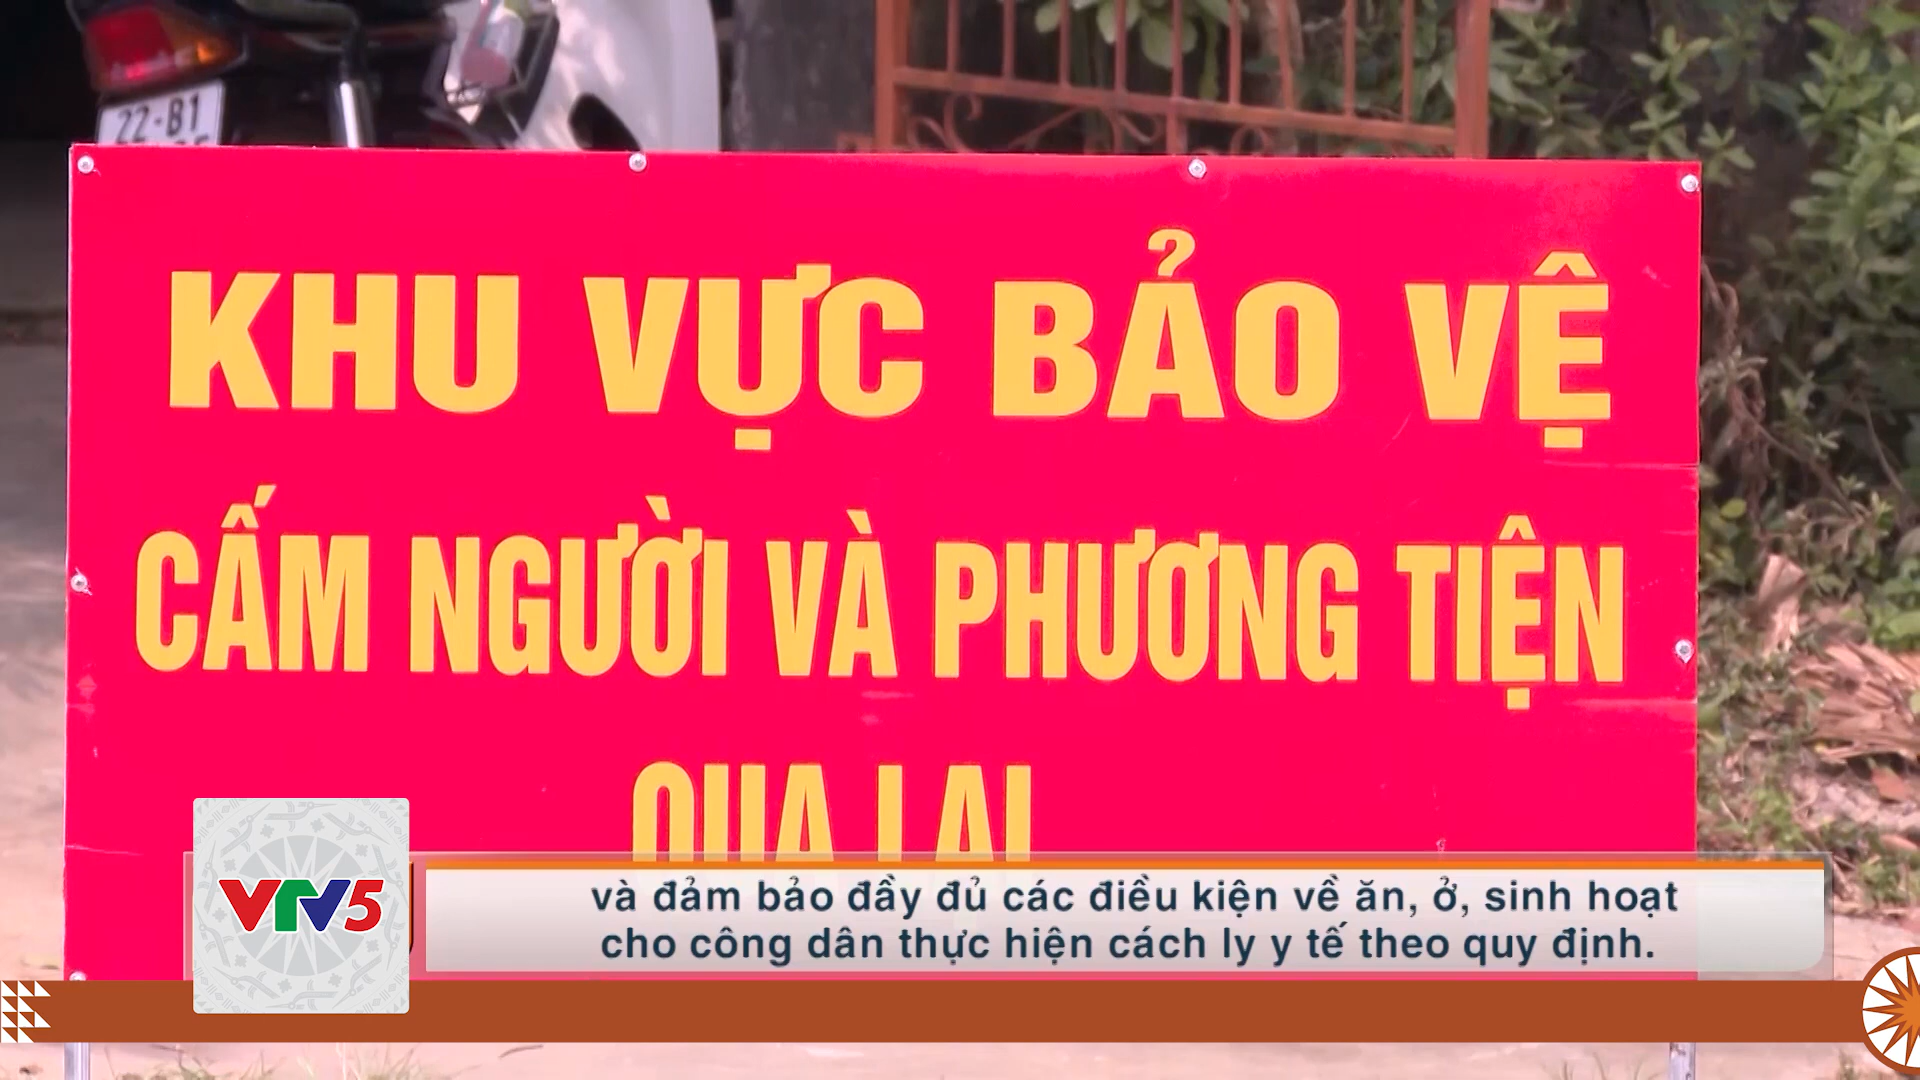 22-B1
KHU VỰC BẢO VỆ
CẤM NGƯỜI VÀ PHƯƠNG TIỆN
QUA LẠI
VTV5
và đảm bảo đầy đủ các điều kiện về ăn, ở, sinh hoạt
cho công dân thực hiện cách ly y tế theo quy định.